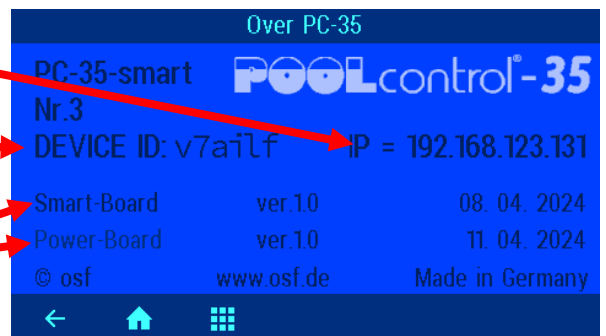 Over PC-35
PC-35-smart POOLcontrol®-35
Nr.3
DEVICE ID: v7ailf IP = 192.168.123.131
Smart-Board ver.1.0 08. 04. 2024
Power-Board ver.1.0 11. 04. 2024
© osf www.osf.de Made in Germany